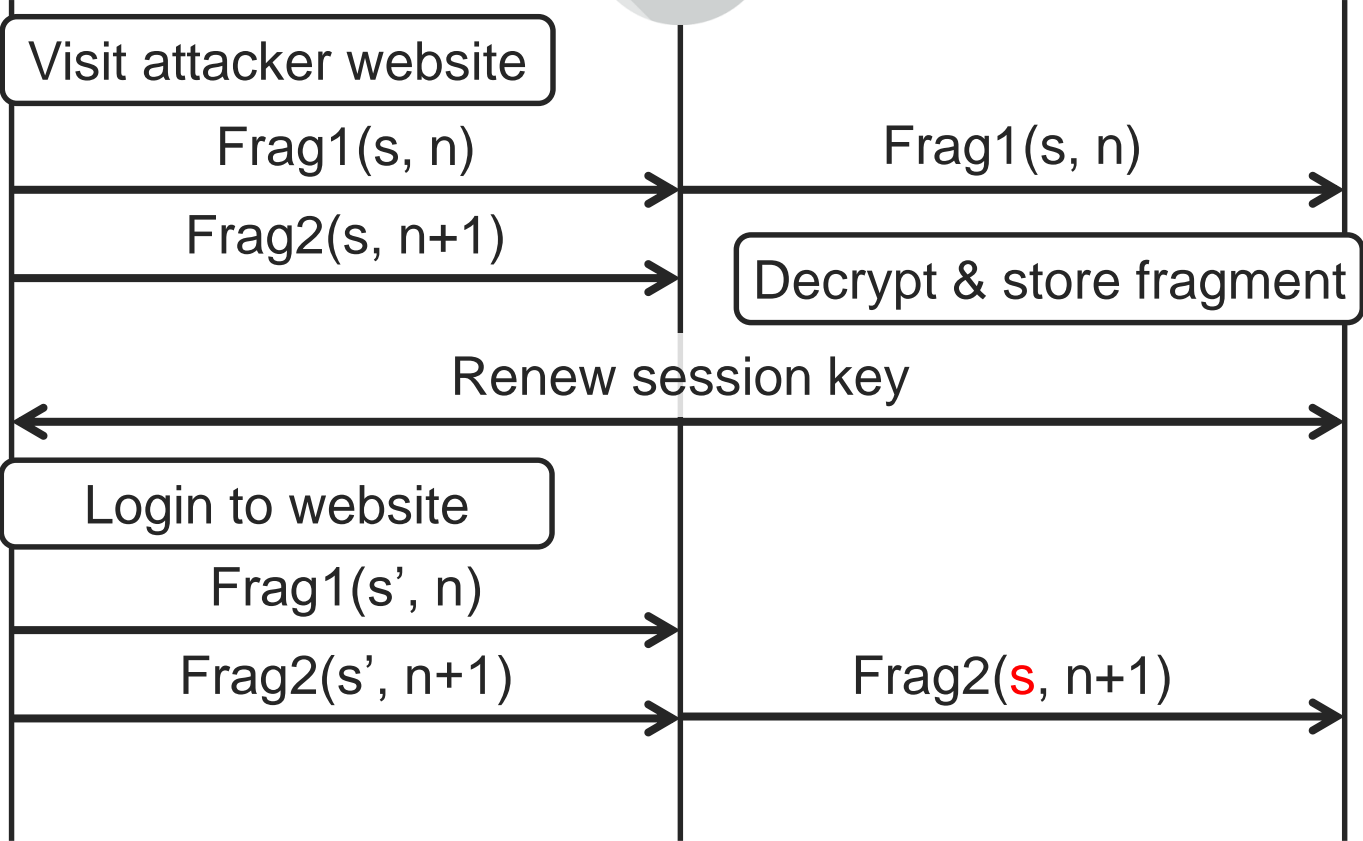 Visit attacker website
Frag1(s, n)
Frag1(s, n)
Frag2(s, n+1)
Decrypt & store fragment
Renew session key
Login to website
Frag1(s’, n)
Frag2(s’, n+1)
Frag2(s, n+1)